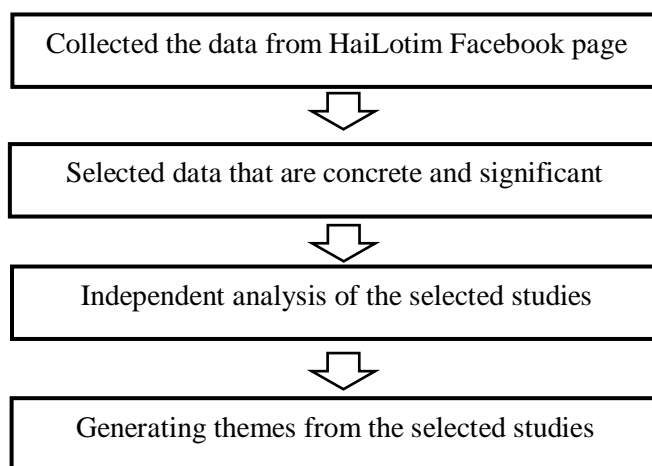 Collected the data from HaiLotim Facebook page
Selected data that are concrete and significant
Independent analysis of the selected studies
Generating themes from the selected studies